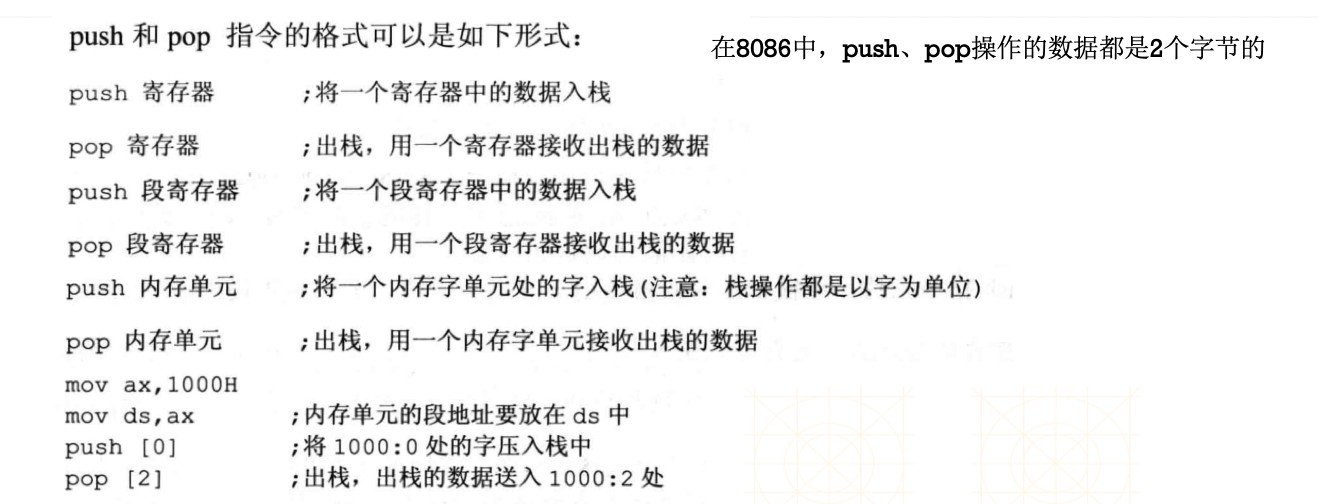 push 和 pop 指令的格式可以是如下形式：
在8086中，push、pop操作的数据都是2个字节的
push 寄存器 ;将一个寄存器中的数据入栈
pop 寄存器 ;出栈，用一个寄存器接收出栈的数据
push 段寄存器 ;将一个段寄存器中的数据入栈
pop 段寄存器 ;出栈，用一个段寄存器接收出栈的数据
push 内存单元 ;将一个内存字单元处的字入栈(注意：栈操作都是以字为单位)
pop 内存单元 ;出栈，用一个内存字单元接收出栈的数据
mov ax,1000H
mov ds,ax ;内存单元的段地址要放在 ds 中
push [0] ;将 1000:0 处的字压入栈中
pop [2] ;出栈，出栈的数据送入 1000:2 处